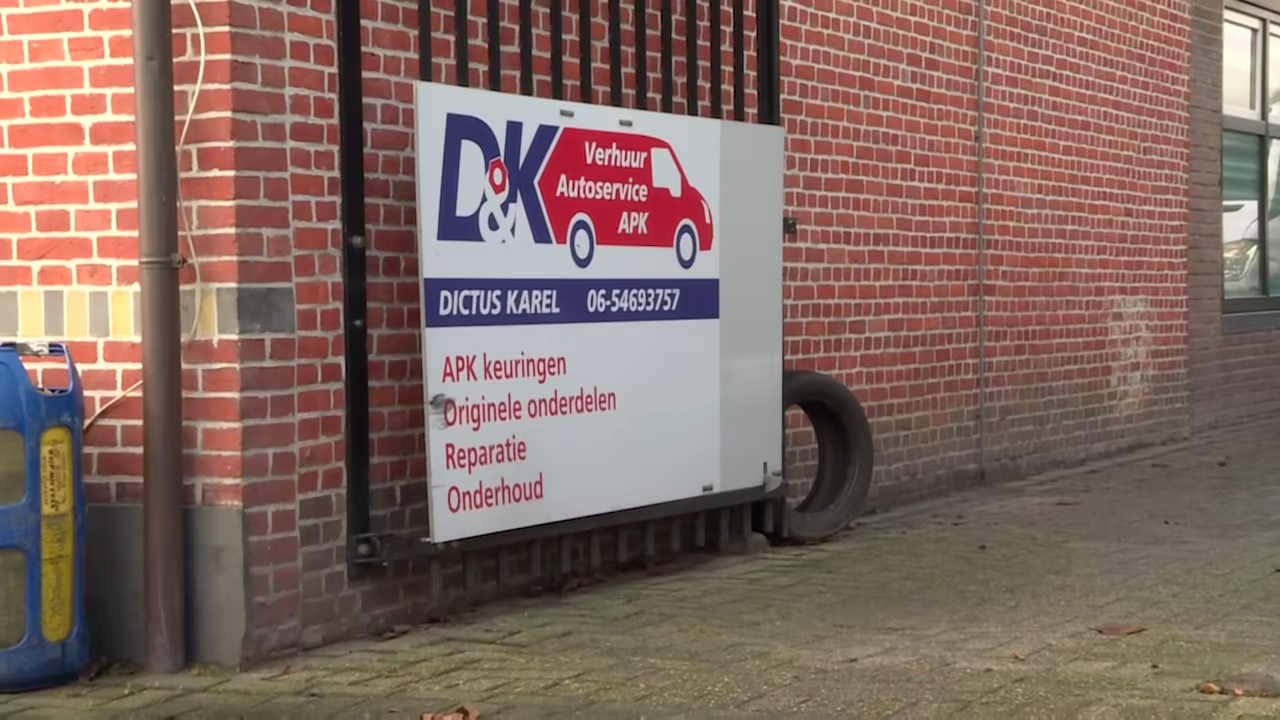 D&K
Verhuur
Autoservice
APK
DICTUS KAREL 06-54693757
APK keuringen
Originele onderdelen
Reparatie
Onderhoud